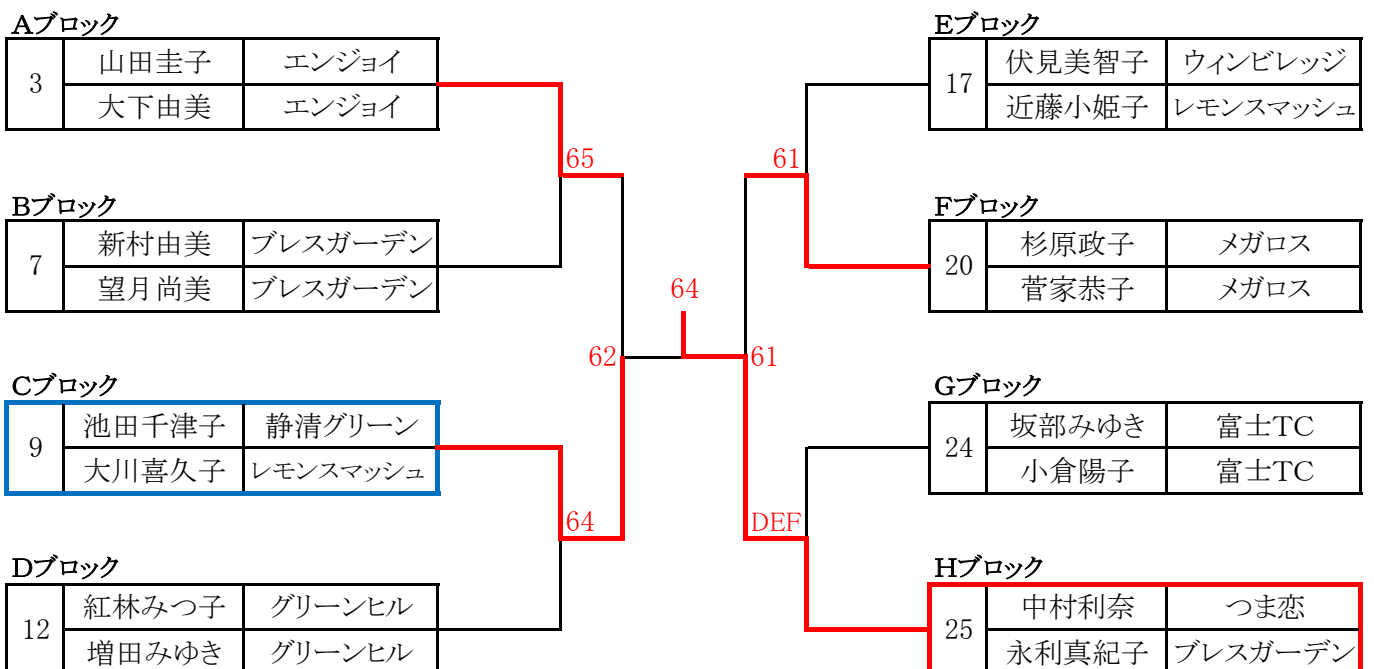 Aブロック
3 山田圭子 エンジョイ
大下由美 エンジョイ
65
Bブロック
7 新村由美 ブレスガーデン
望月尚美 ブレスガーデン
62
Cブロック
9 池田千津子 静清グリーン
大川喜久子 レモンスマッシュ
64
Dブロック
12 紅林みつ子 グリーンヒル
増田みゆき グリーンヒル
64
Eブロック
17 伏見美智子 ウィンビレッジ
近藤小姫子 レモンスマッシュ
61
Fブロック
20 杉原政子 メガロス
菅家恭子 メガロス
61
Gブロック
24 坂部みゆき 富士TC
小倉陽子 富士TC
DEF
Hブロック
25 中村利奈 つま恋
永利真紀子 ブレスガーデン